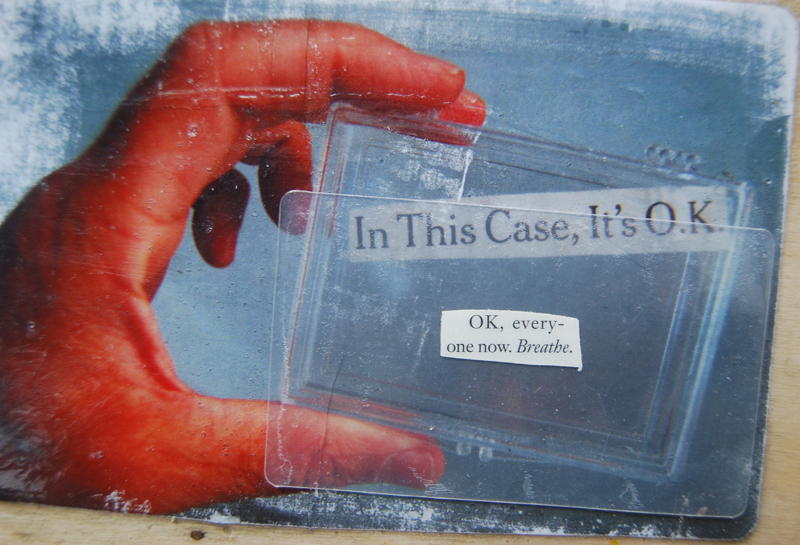 In This Case, It's O.K.
OK, every-
one now. Breathe.